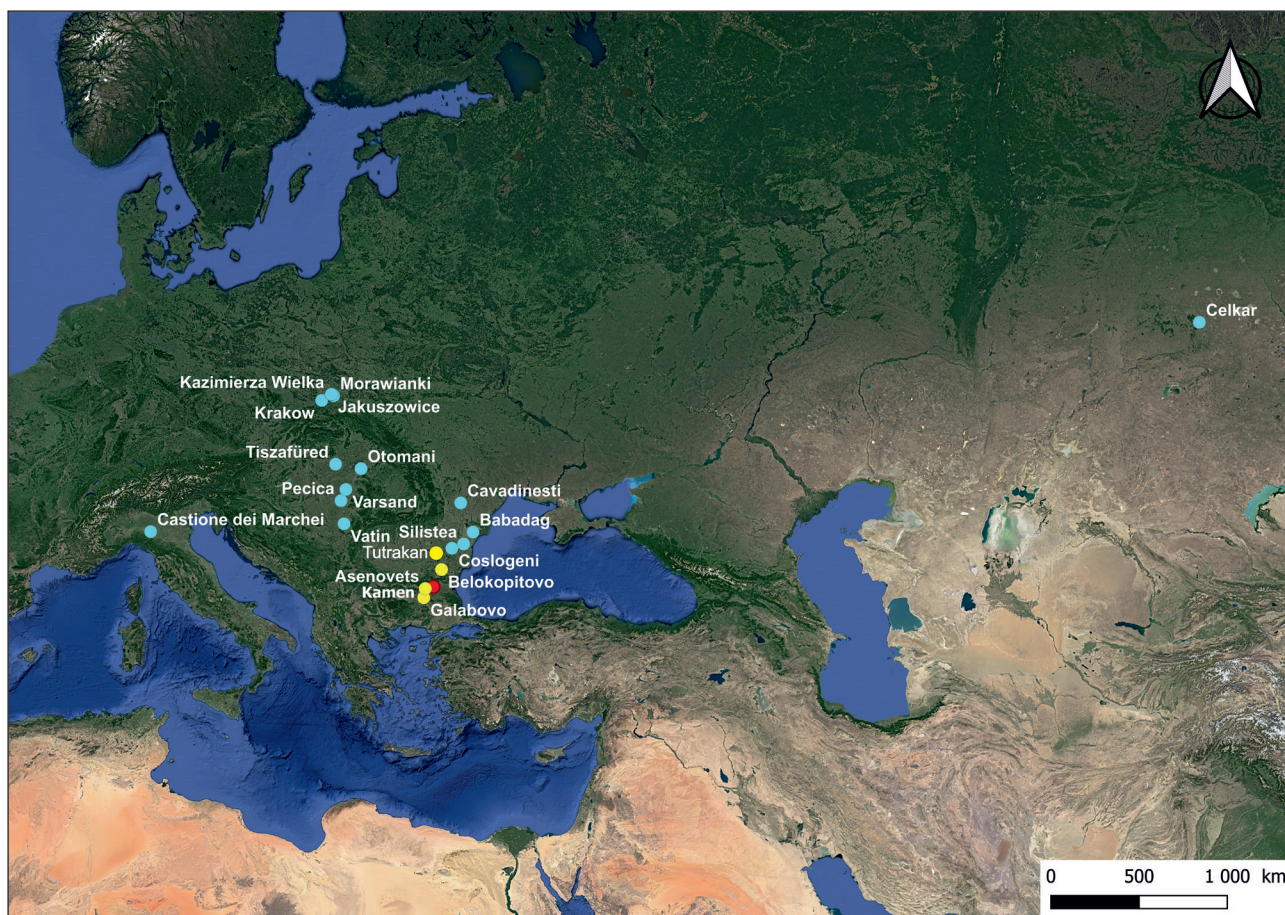 Celkar
Kazimierza Wielka
Morawianki
Krakow
Jakuszowice
Tiszafüred
Otomani
Pecica
Varsand
Cavadinesti
Castione dei Marchei
Vatin
Silistea
Babadag
Tutrakan
Coslogeni
Asenovets
Belokopitovo
Kamen
Galabovo
0 500 1 000 km